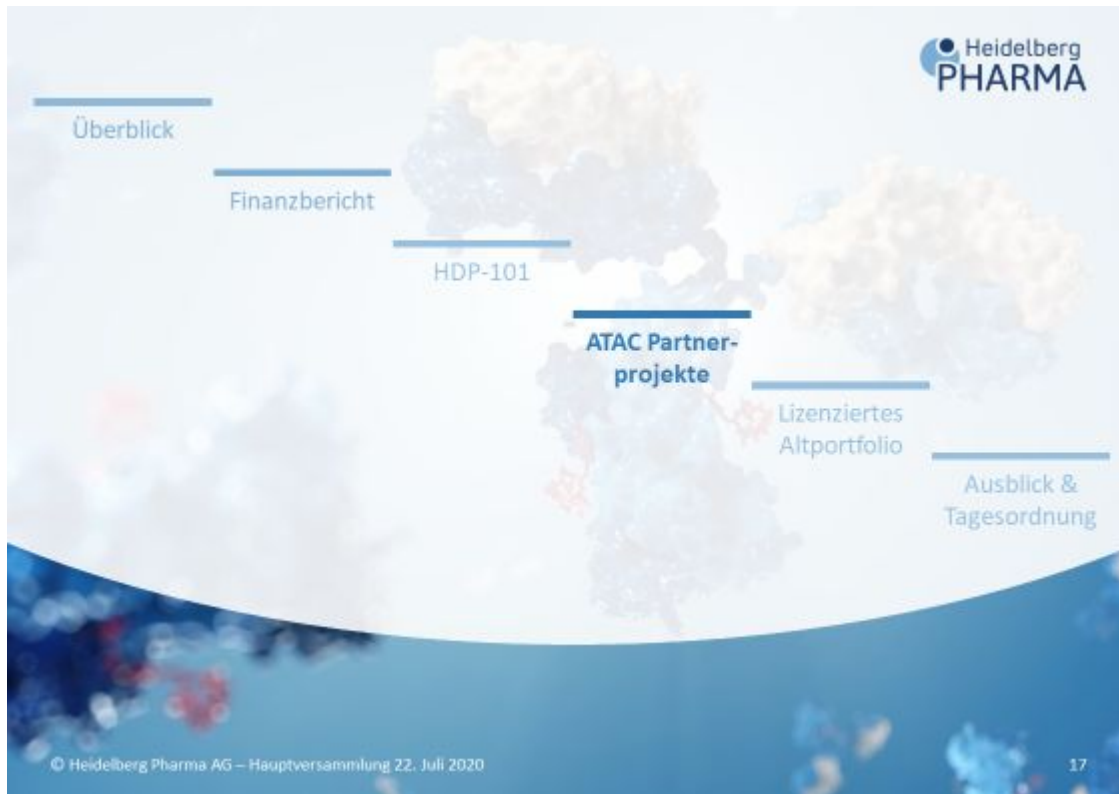 Heidelberg
PHARMA
Überblick
Finanzbericht
HDP-101
ATAC Partner-
projekte
Lizenziertes
Altportfolio
Ausblick &
Tagesordnung
© Heidelberg Pharma AG – Hauptversammlung 22. Juli 2020
17